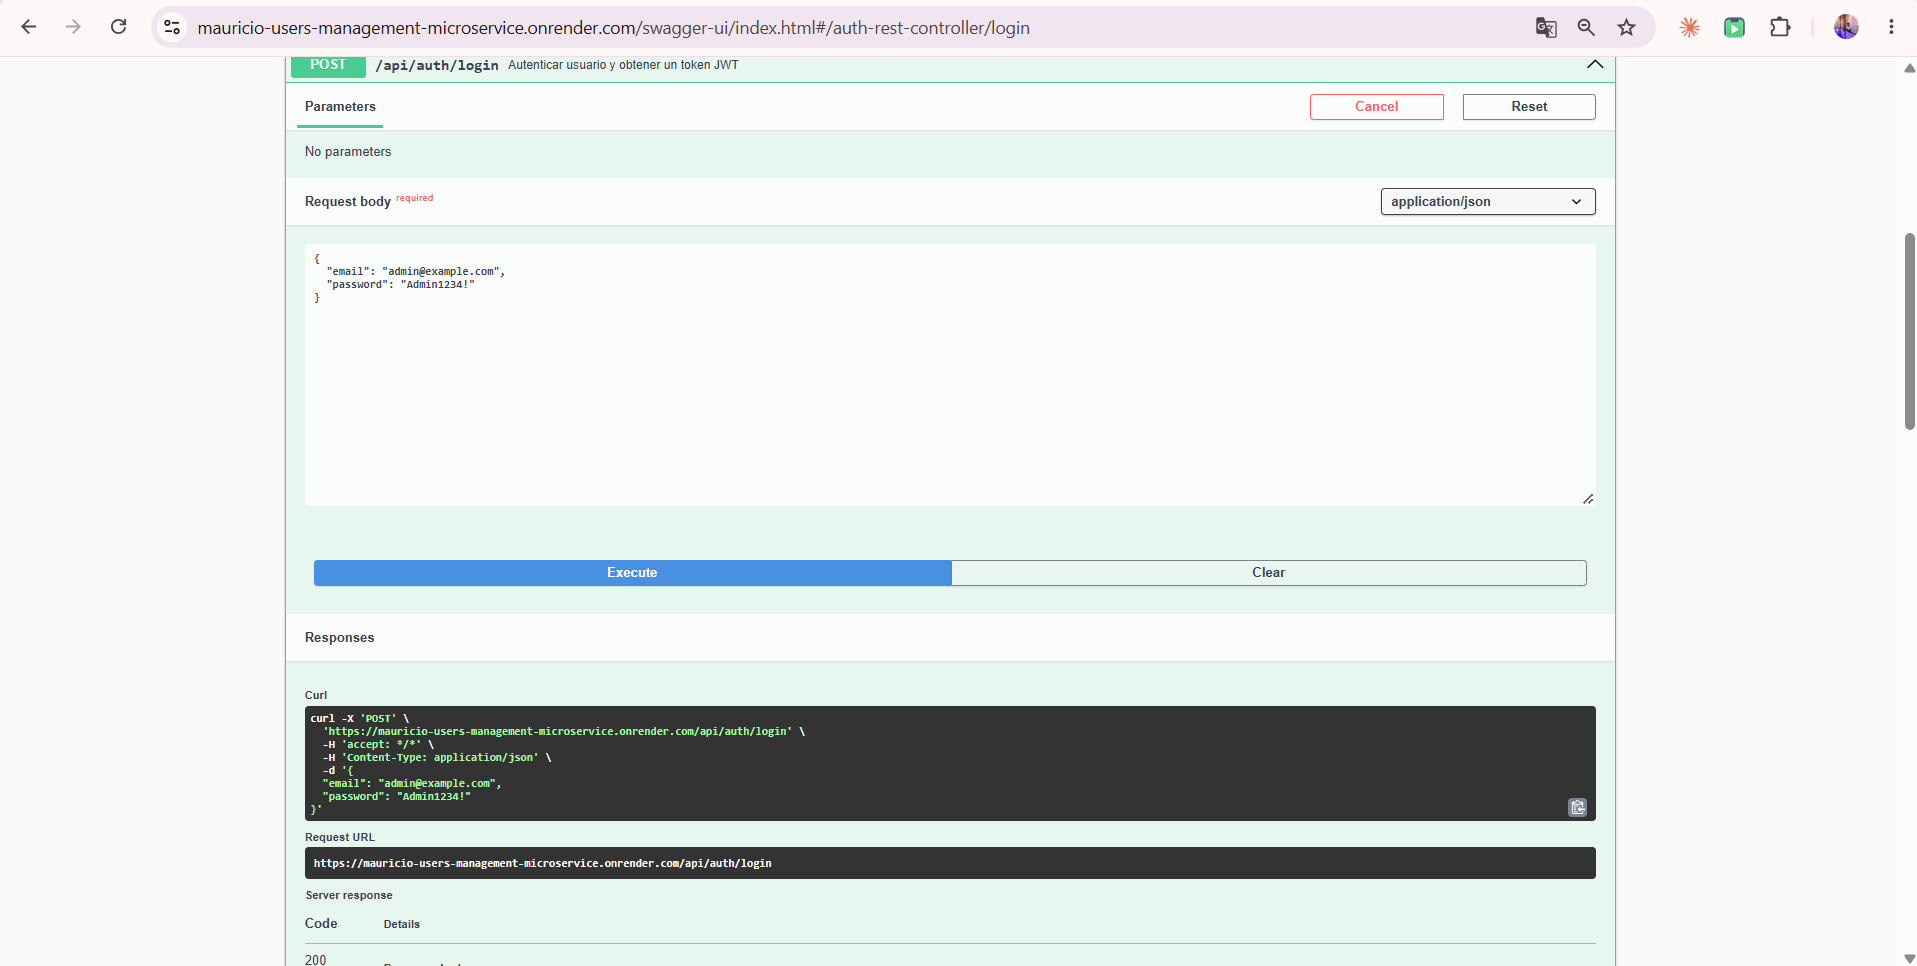 mauricio-users-management-microservice.onrender.com/swagger-ui/index.html#/auth-rest-controller/login
POST /api/auth/login Autenticar usuario y obtener un token JWT
Parameters
Cancel
Reset
No parameters
Request body required
application/json
{
"email": "admin@example.com",
"password": "Admin1234!"
}
Execute
Clear
Responses
Curl
curl -X 'POST' \
'https://mauricio-users-management-microservice.onrender.com/api/auth/login' \
-H 'accept: */*' \
-H 'Content-Type: application/json' \
-d '{
"email": "admin@example.com",
"password": "Admin1234!"
}'
Request URL
https://mauricio-users-management-microservice.onrender.com/api/auth/login
Server response
Code Details
200